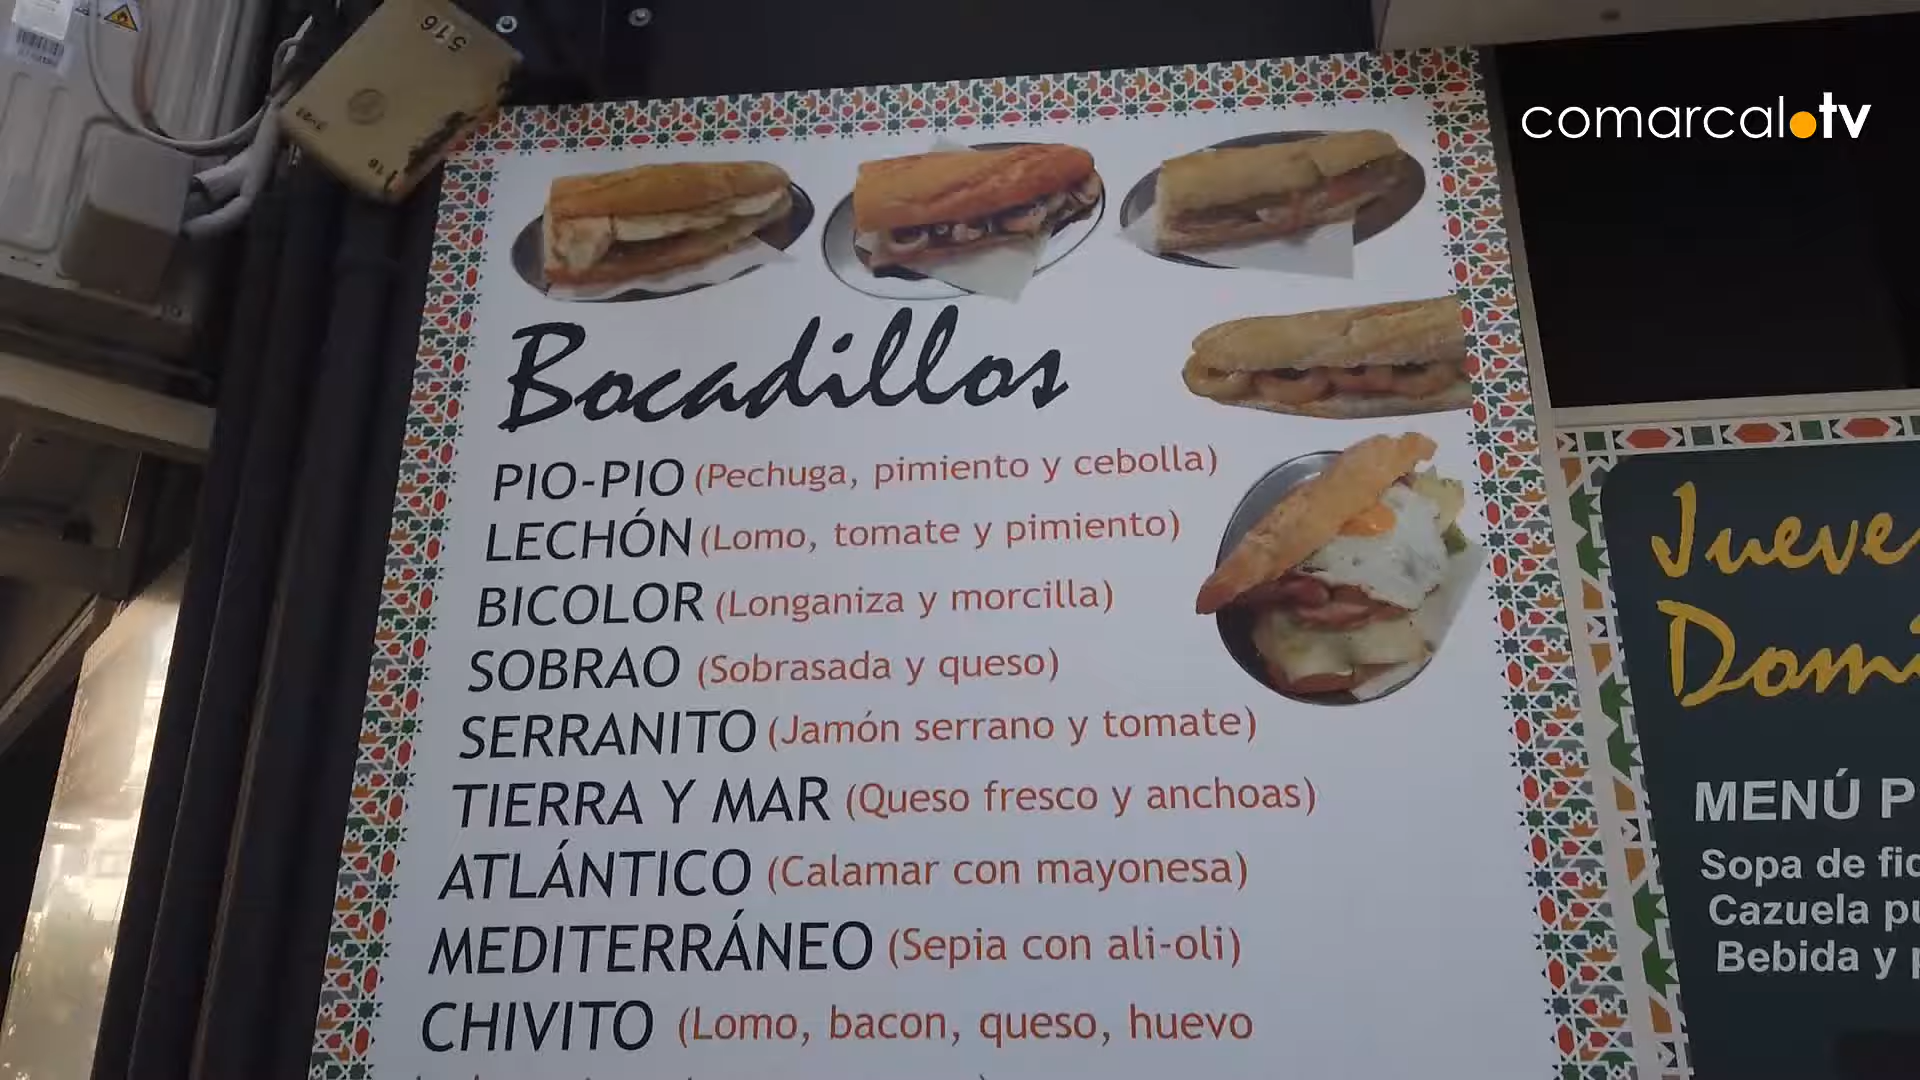 comarcal.tv
516
Bocadillos
PIO-PIO (Pechuga, pimiento y cebolla)
LECHÓN (Lomo, tomate y pimiento)
BICOLOR (Longaniza y morcilla)
SOBRAO (Sobrasada y queso)
SERRANITO (Jamón serrano y tomate)
TIERRA Y MAR (Queso fresco y anchoas)
ATLÁNTICO (Calamar con mayonesa)
MEDITERRÁNEO (Sepia con ali-oli)
CHIVITO (Lomo, bacon, queso, huevo
MENÚ
Sopa de
Cazuela
Bebida y